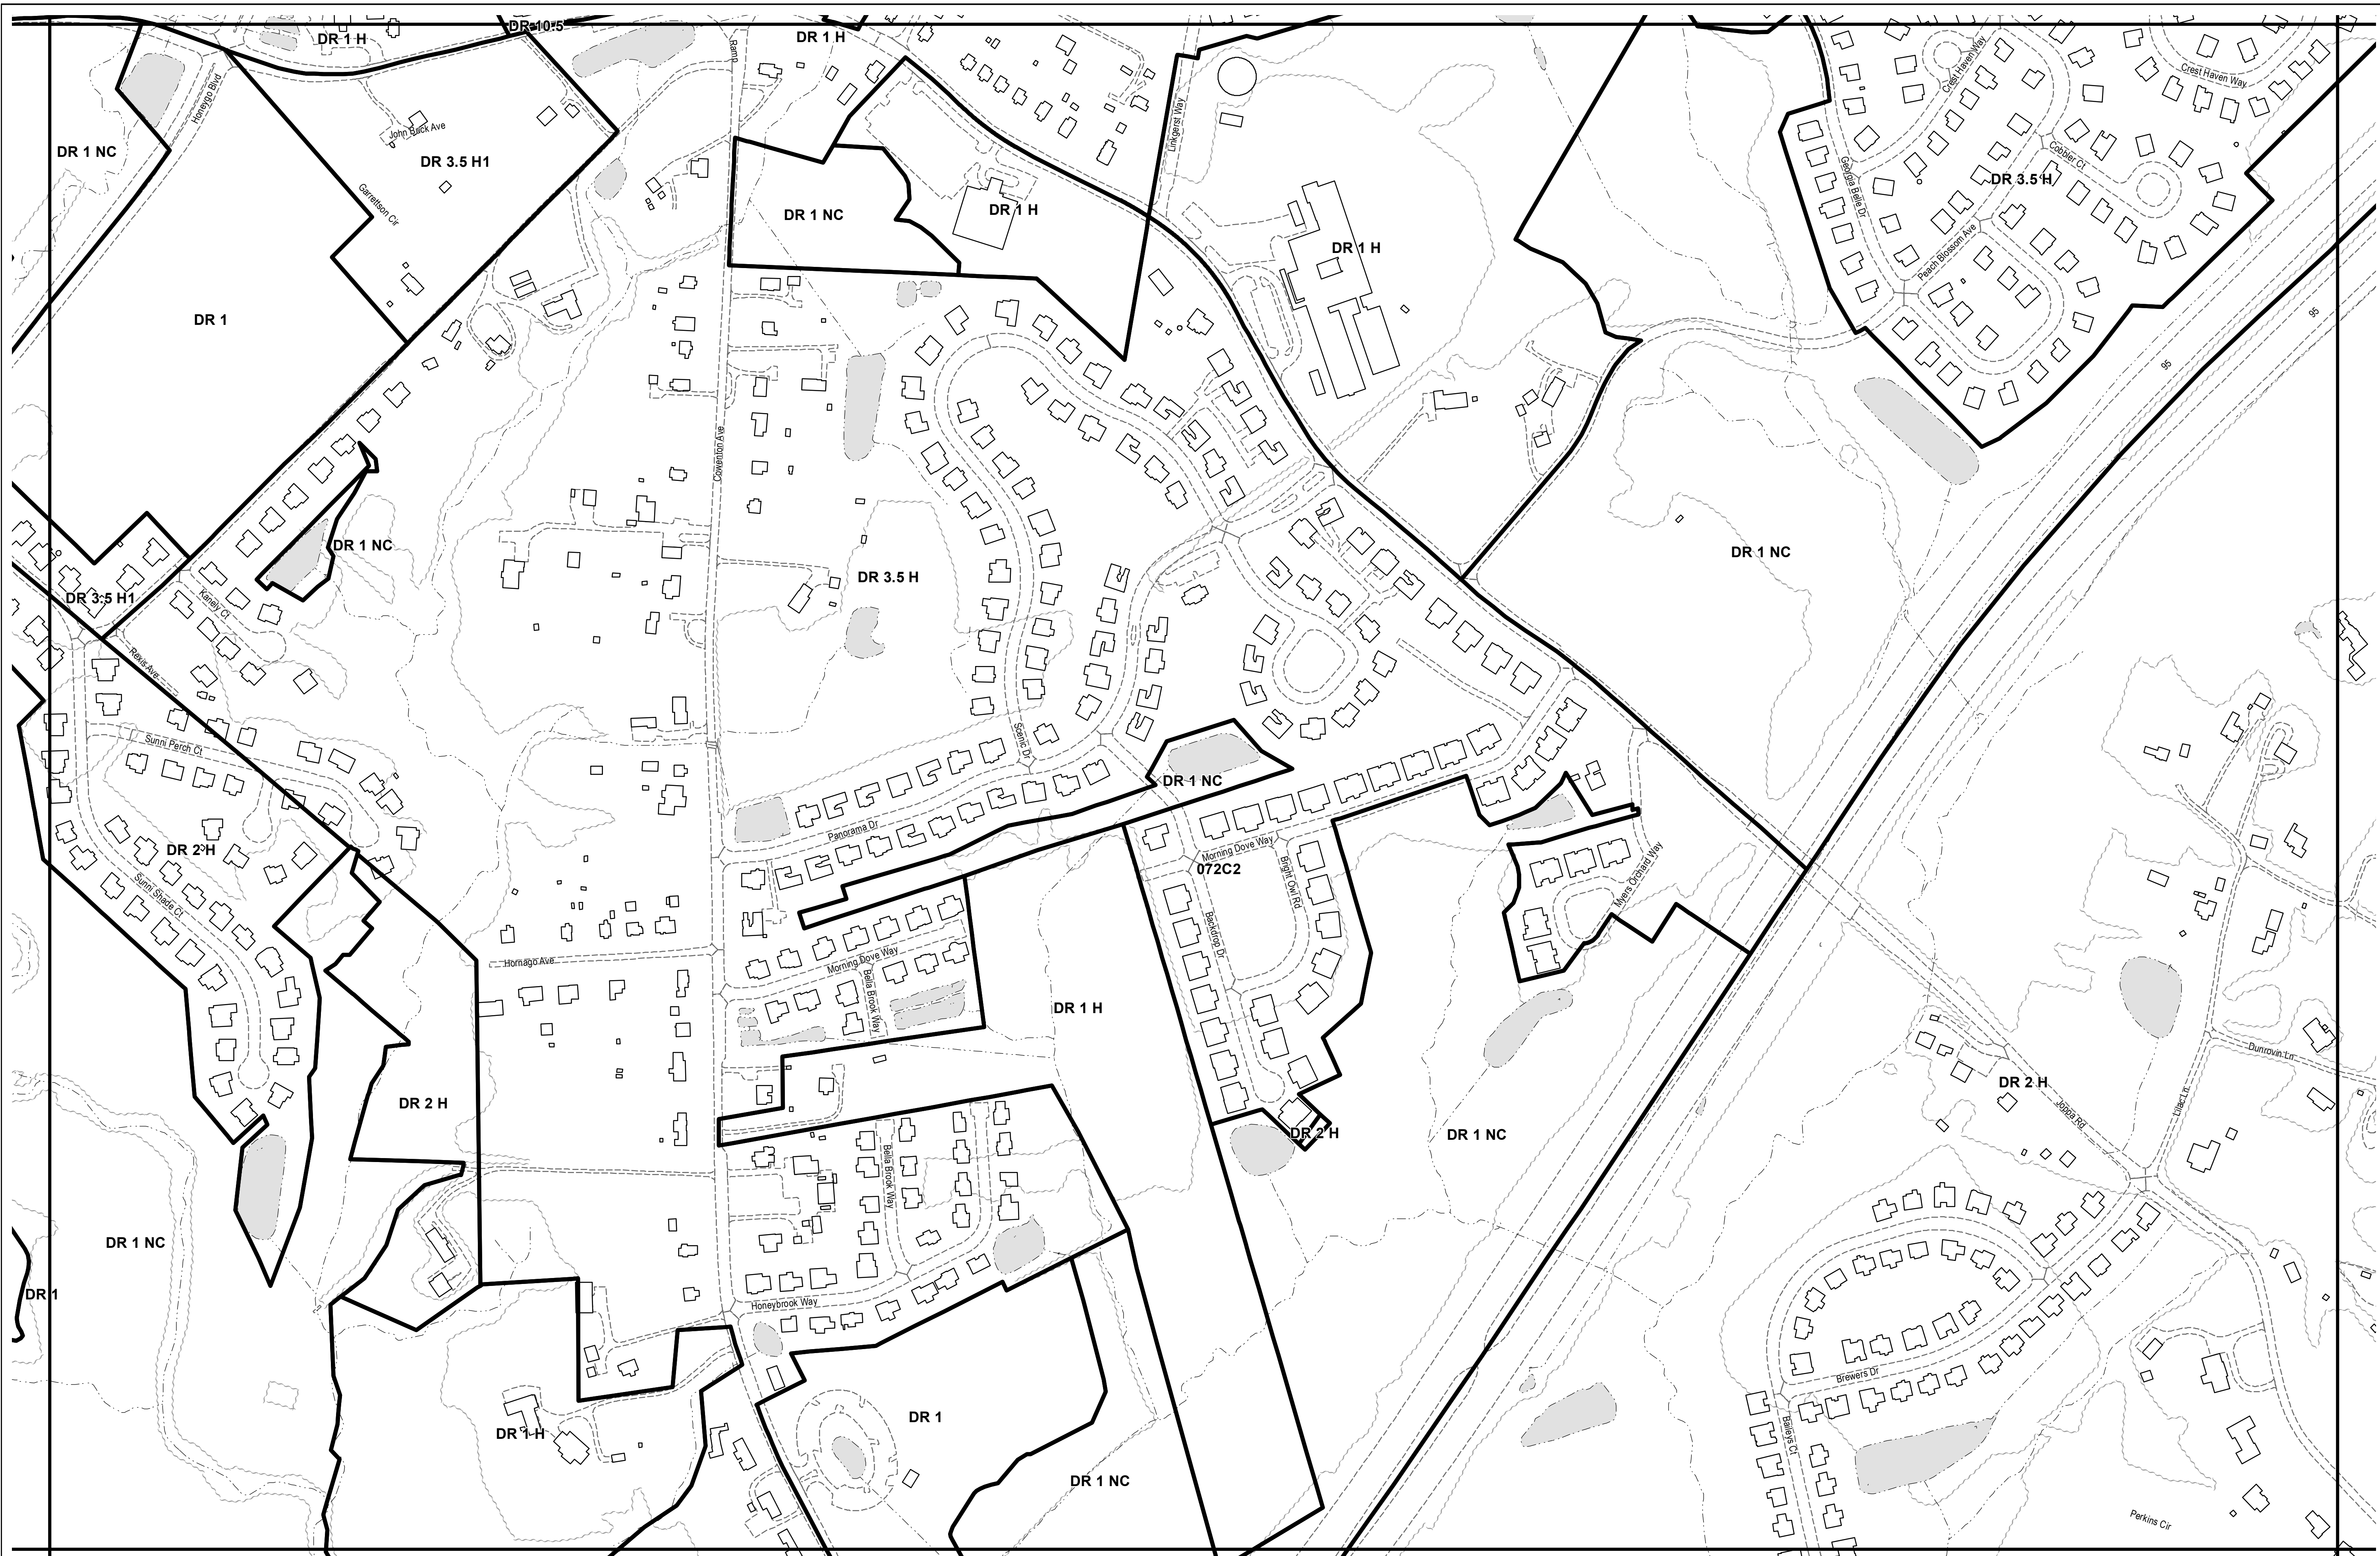 DR 10.5
DR 1 H
DR 1 H
Ramp
Honeygo Blvd
Crest Haven Way
Crest Haven Way
John Bock Ave
Linkgerst Way
DR 1 NC
DR 3.5 H1
Cobbler Ct
Georgia Belle Dr
DR 3.5 H
Garrettson Cir
DR 1 NC
DR 1 H
Peach Blossom Ave
DR 1 H
DR 1
95
95
Cowenton Ave
DR 1 NC
DR 1 NC
DR 3.5 H
DR 3.5 H1
Kanely Ct
Rexis Ave
Sunni Perch Ct
Scenic Dr
DR 1 NC
Panorama Dr
DR 2 H
Morning Dove Way
072C2
Bright Owl Rd
Myers Orchard Way
Sunni Shade Ct
Backdrop Dr
Hornago Ave
Morning Dove Way
Bella Brook Way
DR 1 H
Dunrovin Ln
DR 2 H
DR 2 H
Joppa Rd
Lilac Ln
DR 2 H
DR 1 NC
Bella Brook Way
DR 1 NC
DR 1
Honeybrook Way
Brewers Dr
DR 1
DR 1 H
Baileys Ct
DR 1 NC
Perkins Cir